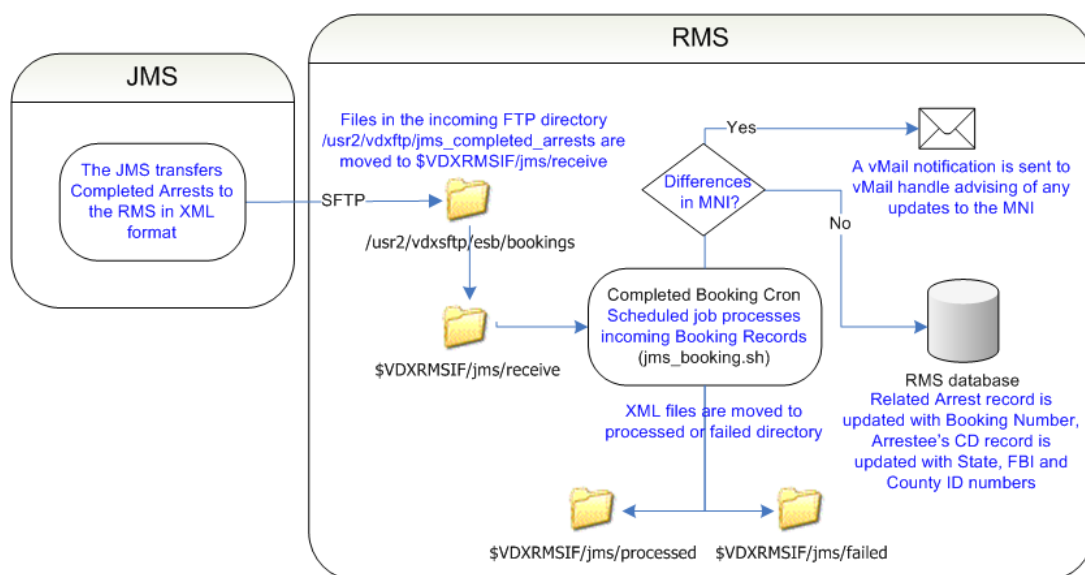 JMS
The JMS transfers
Completed Arrests to
the RMS in XML
format
SFTP
RMS
Files in the incoming FTP directory
/usr2/vdxftp/jms_completed_arrests are
moved to $VDXRMSIF/jms/receive
/usr2/vdxsftp/esb/bookings
$VDXRMSIF/jms/receive
Completed Booking Cron
Scheduled job processes
incoming Booking Records
(jms_booking.sh)
Differences
in MNI?
Yes
A vMail notification is sent to
vMail handle advising of any
updates to the MNI
No
RMS database
Related Arrest record is
updated with Booking Number,
Arrestee's CD record is
updated with State, FBI and
County ID numbers
XML files are moved to
processed or failed directory
$VDXRMSIF/jms/processed
$VDXRMSIF/jms/failed